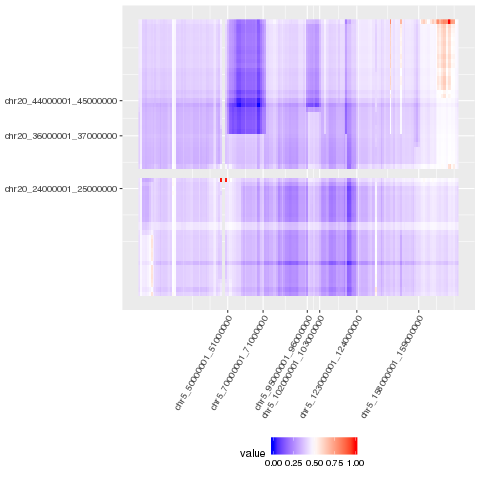 chr20_44000001_45000000
chr20_36000001_37000000
chr20_24000001_25000000
chr5_50000001_51000000
chr5_70000001_71000000
chr5_95000001_96000000
chr5_102000001_103000000
chr5_123000001_124000000
chr5_158000001_159000000
value
0.00 0.25 0.50 0.75 1.00